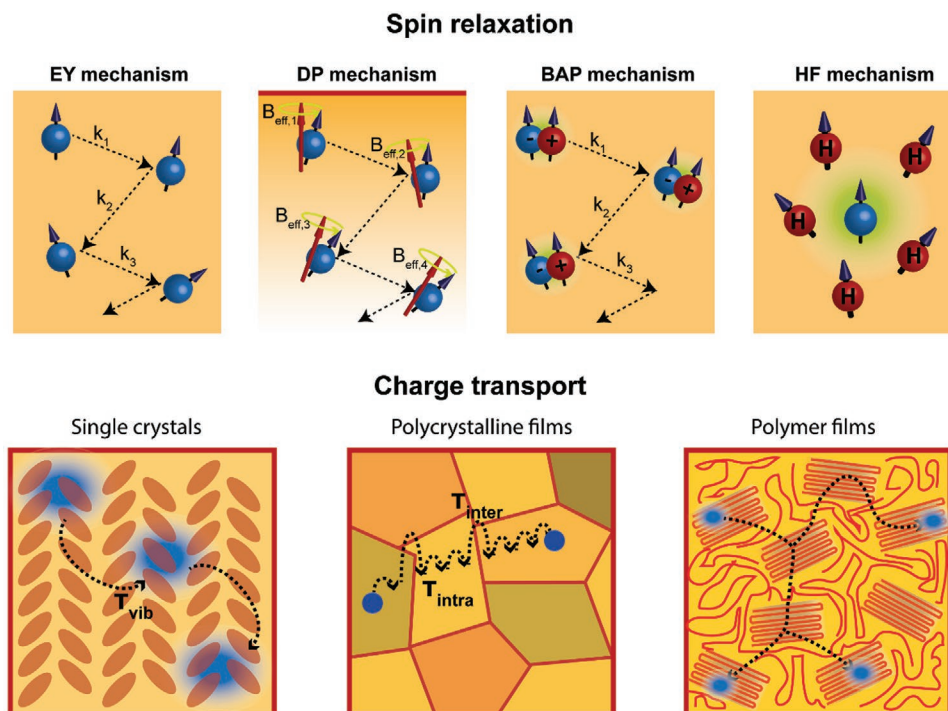 Spin relaxation
EY mechanism
DP mechanism
BAP mechanism
HF mechanism
k1
k2
k3
Beff,1
Beff,2
Beff,3
Beff,4
- +
k1
- +
k2
- +
k3
H
H
H
H
H
H
Charge transport
Single crystals
Polycrystalline films
Polymer films
Tvib
Tinter
Tintra